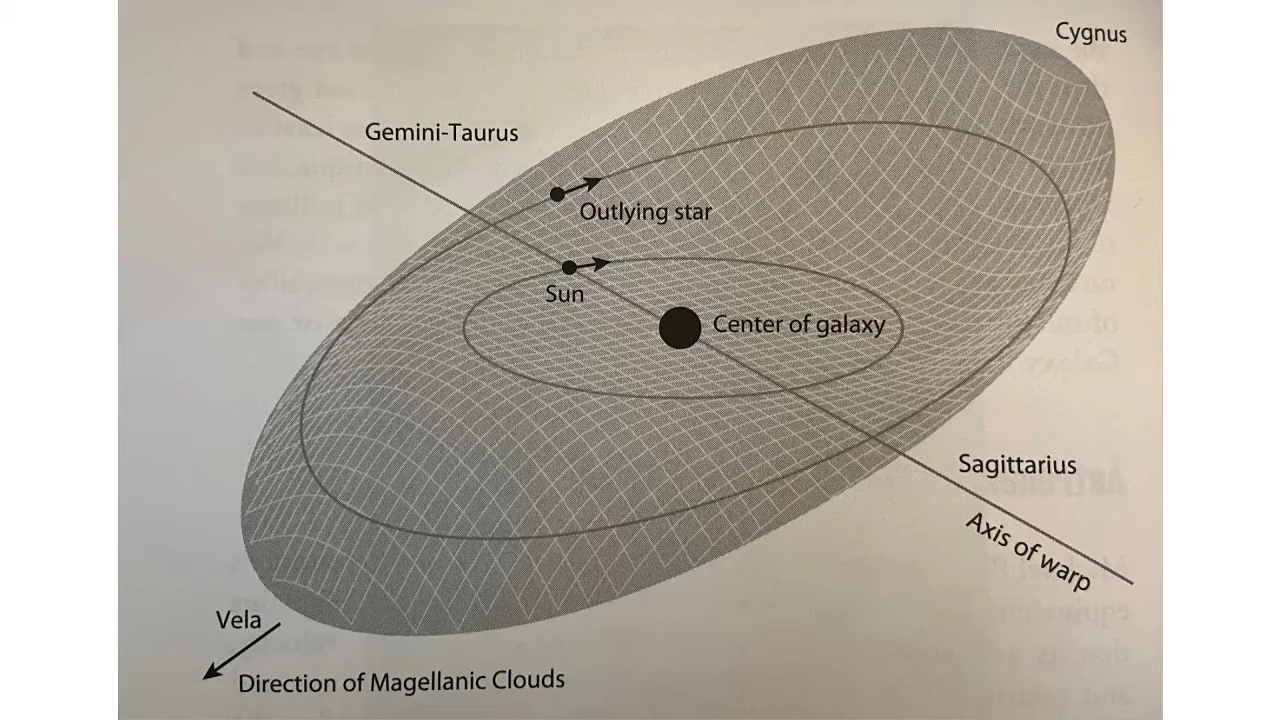 Cygnus
Gemini-Taurus
Outlying star
Sun
Center of galaxy
Sagittarius
Axis of warp
Vela
Direction of Magellanic Clouds